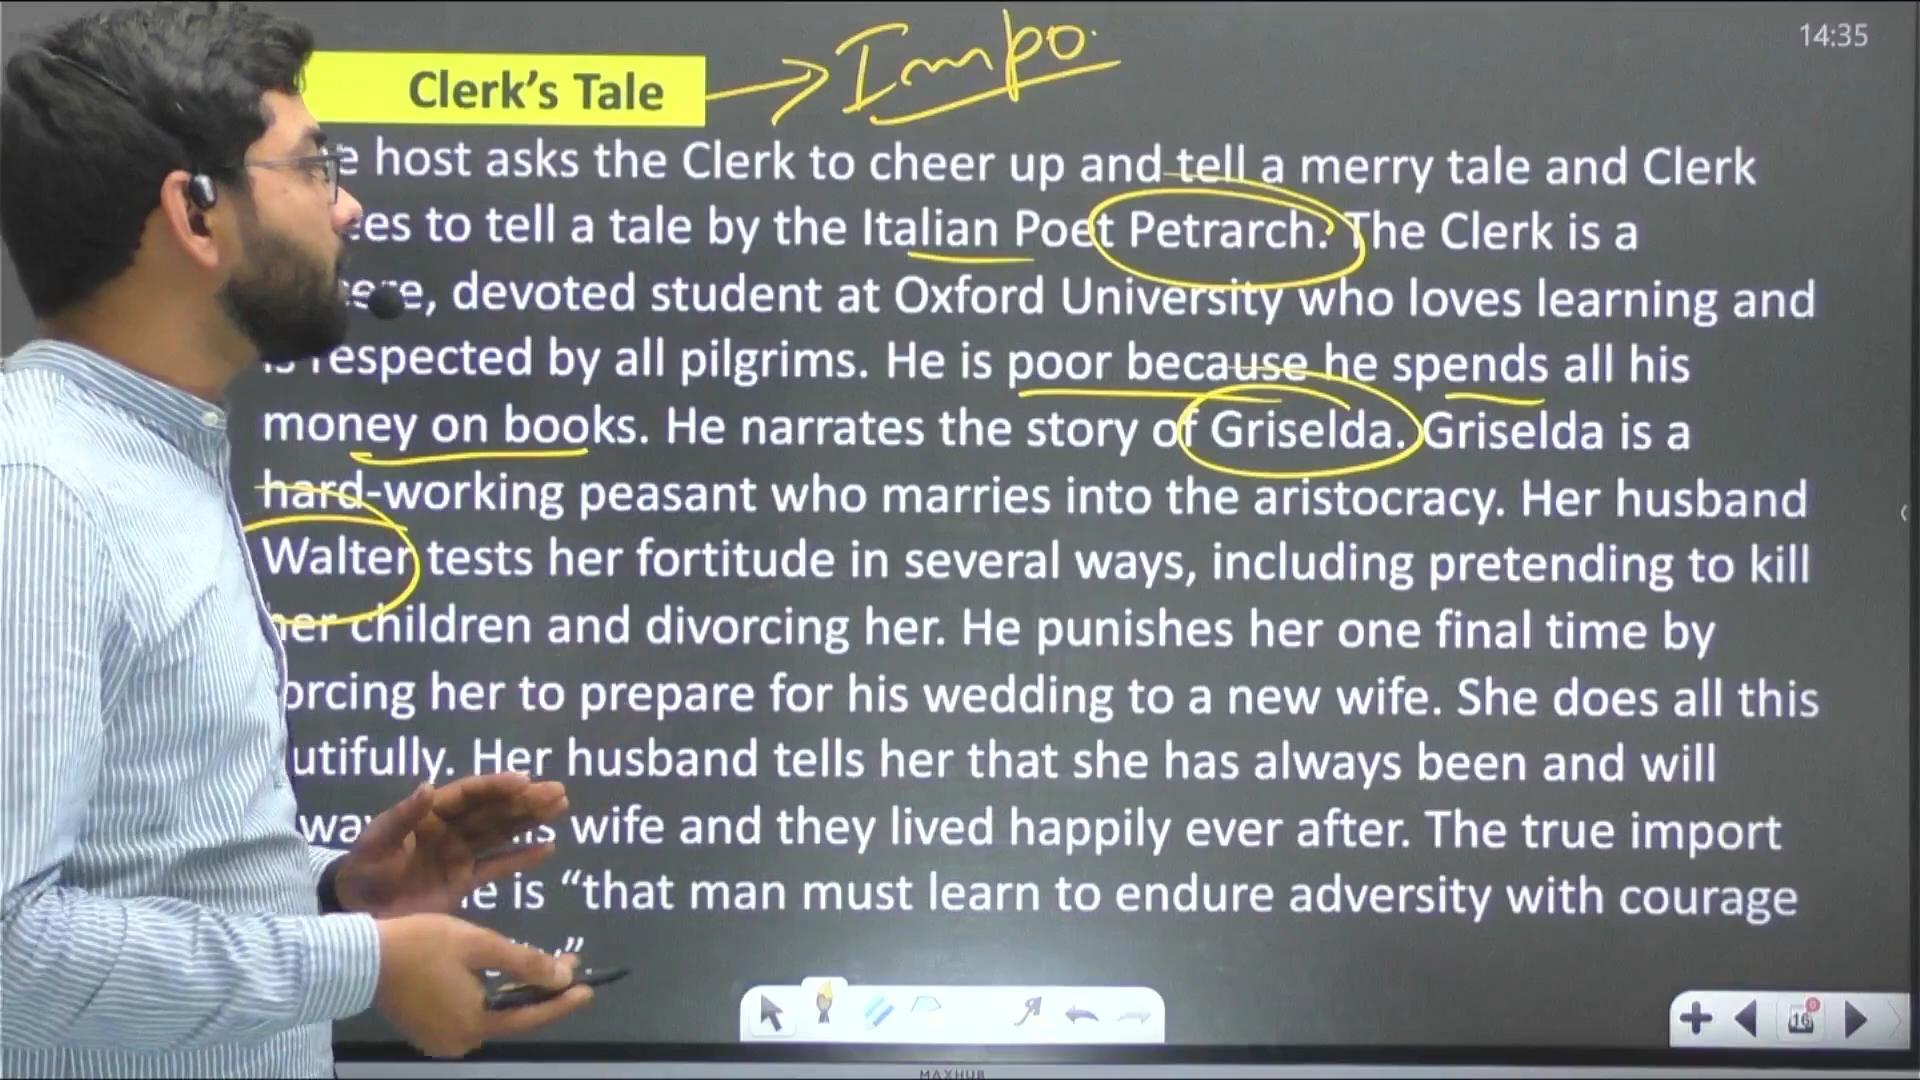 14:35
Clerk's Tale
Impo.
host asks the Clerk to cheer up and tell a merry tale and Clerk
to tell a tale by the Italian Poet Petrarch. The Clerk is a
devoted student at Oxford University who loves learning and
respected by all pilgrims. He is poor because he spends all his
money on books. He narrates the story of Griselda. Griselda is a
hard-working peasant who marries into the aristocracy. Her husband
Walter tests her fortitude in several ways, including pretending to kill
her children and divorcing her. He punishes her one final time by
her to prepare for his wedding to a new wife. She does all this
Her husband tells her that she has always been and will
wife and they lived happily ever after. The true import
is “that man must learn to endure adversity with courage
16
MAXHUB